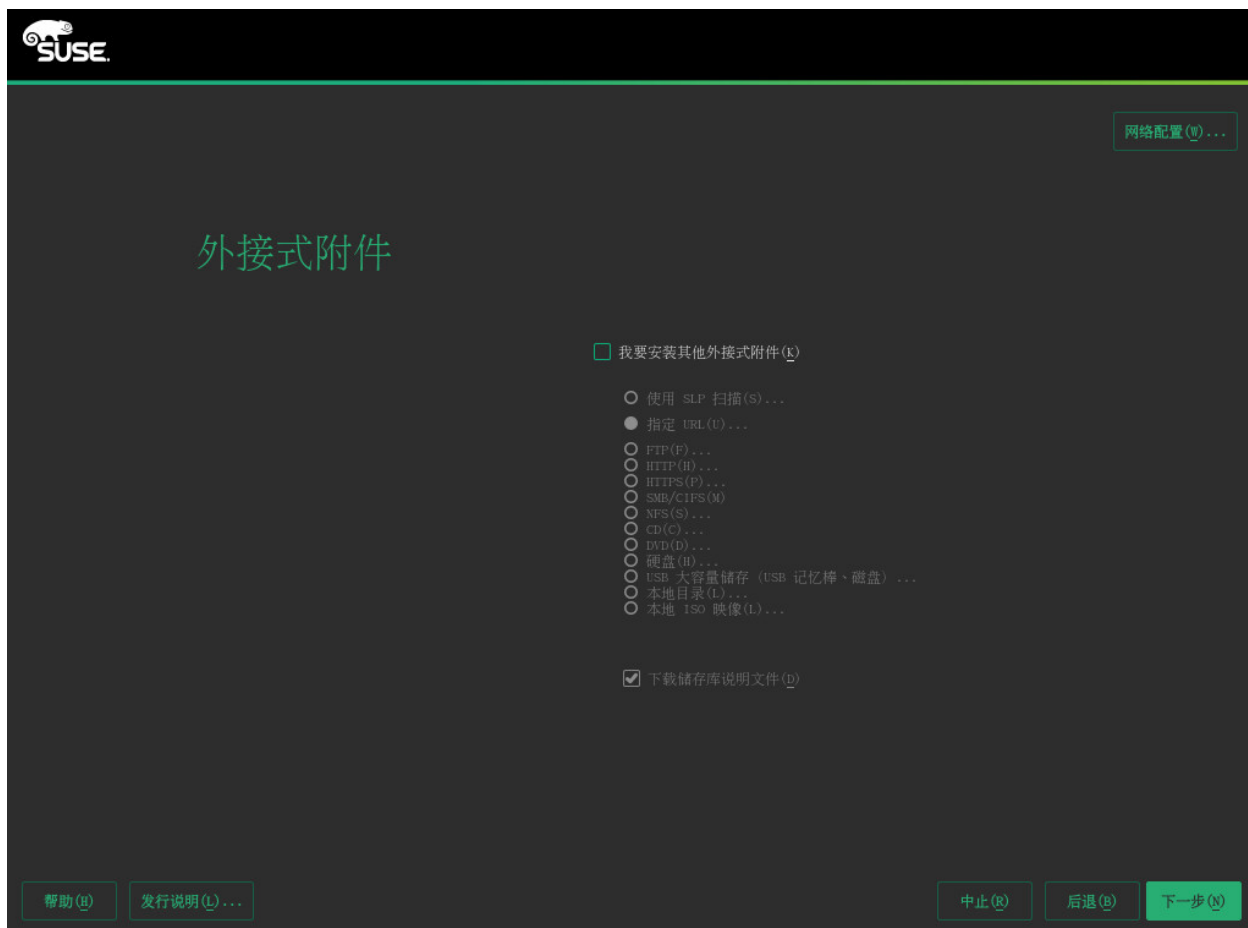 SUSE.
网络配置(W)...
外接式附件
我要安装其他外接式附件(K)
使用 SLP 扫描(S)...
指定 URL(U)...
FTP(F)...
HTTP(H)...
HTTPS(P)...
SMB/CIFS(M)
NFS(S)...
CD(C)...
DVD(D)...
硬盘(H)...
USB 大容量储存（USB 记忆棒、磁盘）...
本地目录(L)...
本地 ISO 映像(L)...
下载储存库说明文件(D)
帮助(H) 发行说明(L)... 中止(R) 后退(B) 下一步(N)